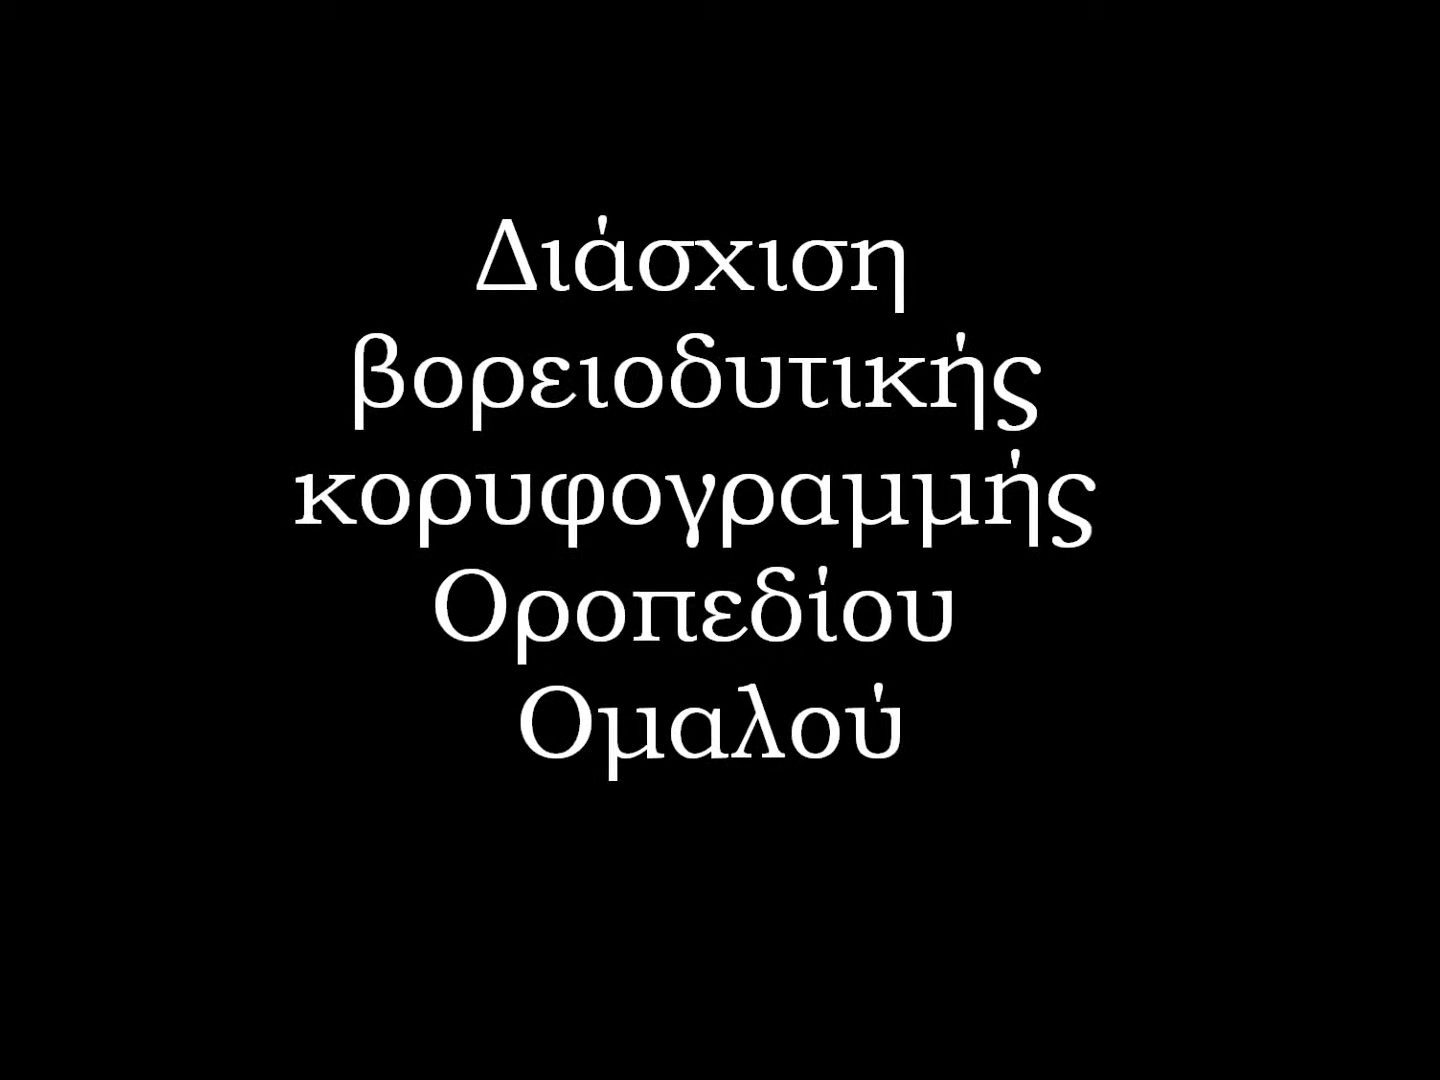 Διάσχιση
βορειοδυτικής
κορυφογραμμής
Οροπεδίου
Ομαλού